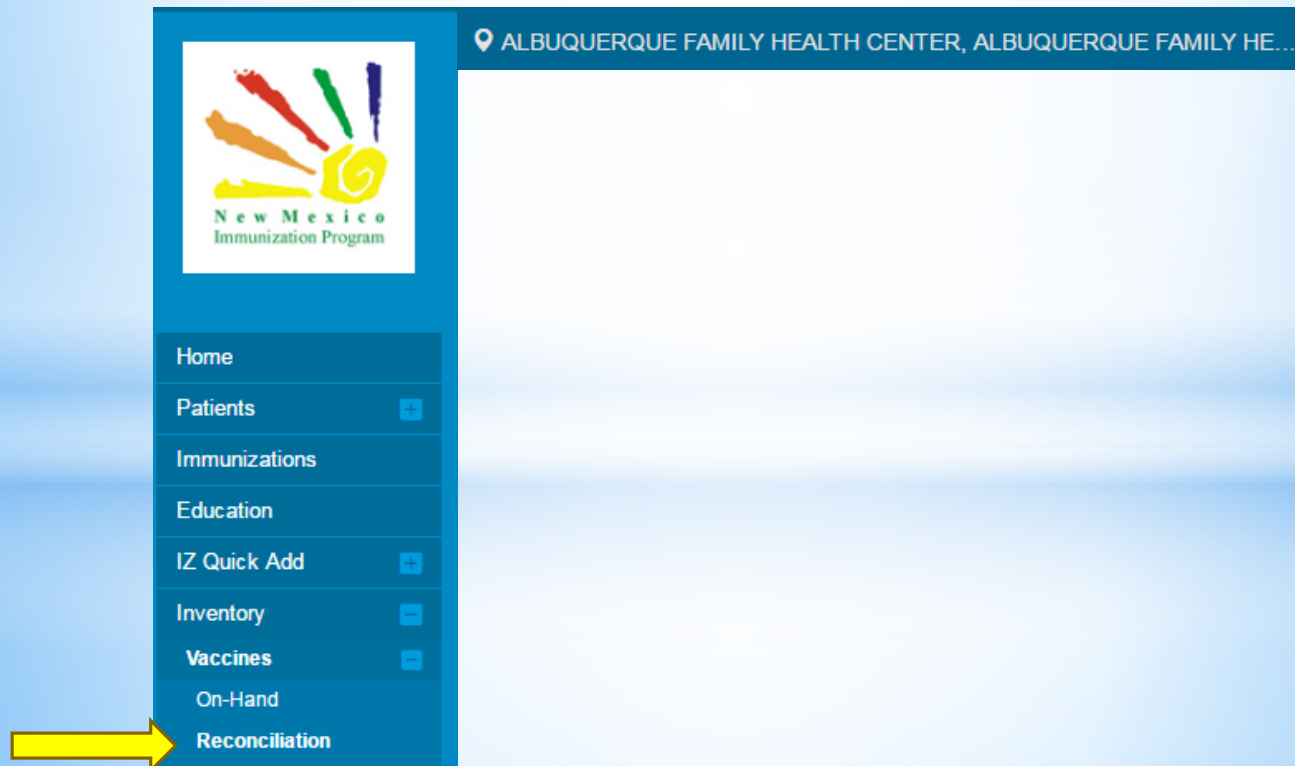 ALBUQUERQUE FAMILY HEALTH CENTER, ALBUQUERQUE FAMILY HE...
New Mexico
Immunization Program
Home
Patients
Immunizations
Education
IZ Quick Add
Inventory
Vaccines
On-Hand
Reconciliation